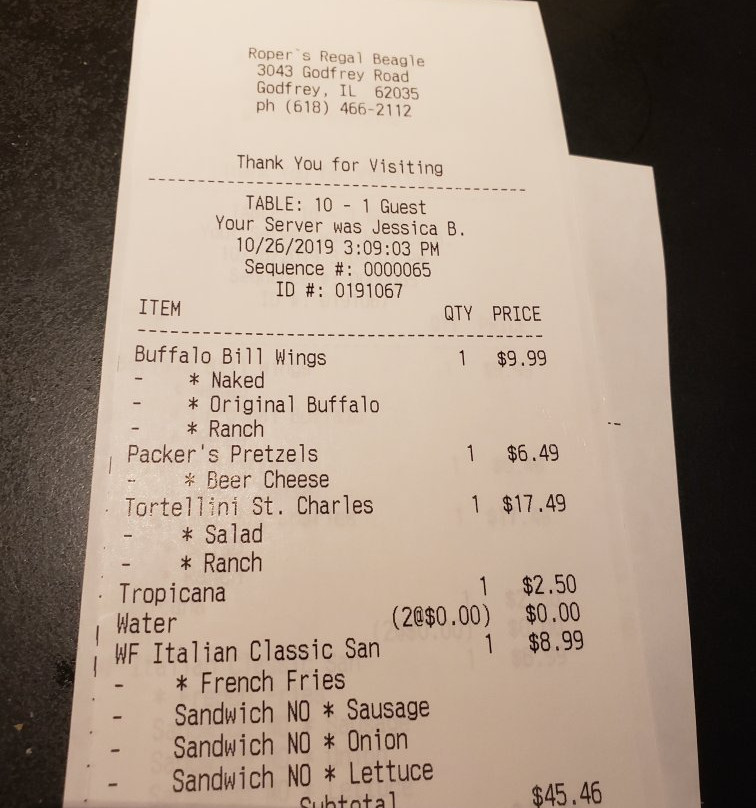 Roper's Regal Beagle
3043 Godfrey Road
Godfrey, IL 62035
ph (618) 466-2112
Thank You for Visiting
TABLE: 10 - 1 Guest
Your Server was Jessica B.
10/26/2019 3:09:03 PM
Sequence #: 0000065
ID #: 0191067
ITEM QTY PRICE
Buffalo Bill Wings 1 $9.99
- * Naked
- * Original Buffalo
- * Ranch
Packer's Pretzels 1 $6.49
- * Beer Cheese
Tortellini St. Charles 1 $17.49
- * Salad
- * Ranch
Tropicana 1 $2.50
Water (2@$0.00) $0.00
WF Italian Classic San 1 $8.99
- * French Fries
- Sandwich NO * Sausage
- Sandwich NO * Onion
- Sandwich NO * Lettuce
Subtotal $45.46